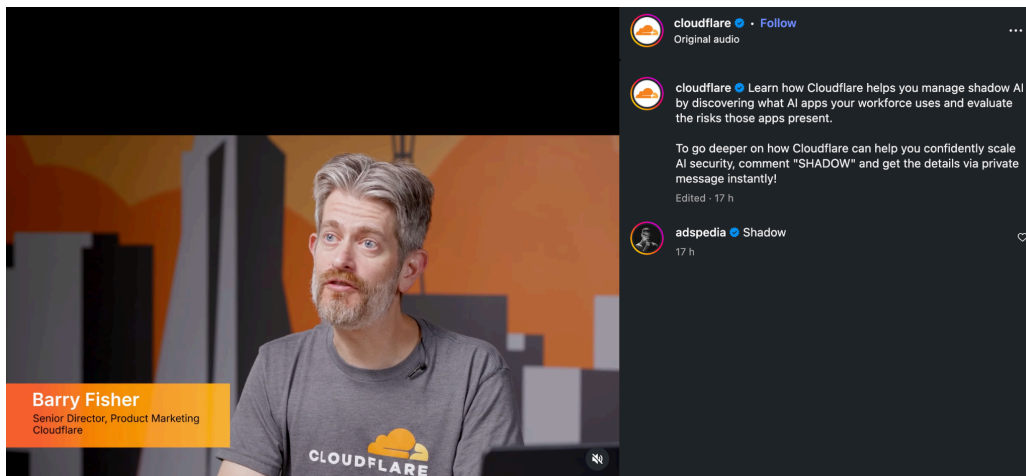 cloudflare • Follow
Original audio
cloudflare Learn how Cloudflare helps you manage shadow AI
by discovering what AI apps your workforce uses and evaluate
the risks those apps present.
To go deeper on how Cloudflare can help you confidently scale
AI security, comment "SHADOW" and get the details via private
message instantly!
Edited · 17 h
adspedia Shadow
17 h
Barry Fisher
Senior Director, Product Marketing
Cloudflare
CLOUDFLARE